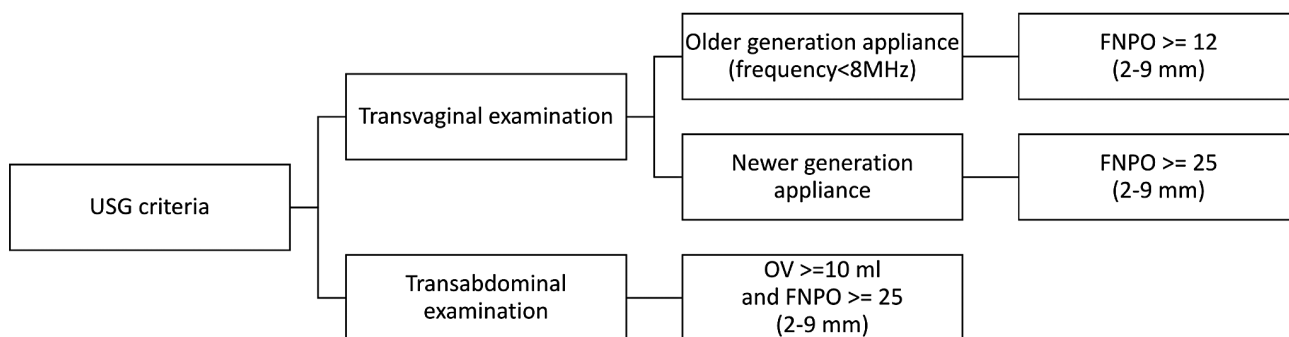 USG criteria
Transvaginal examination
Older generation appliance
(frequency<8MHz)
FNPO >= 12
(2-9 mm)
Newer generation
appliance
FNPO >= 25
(2-9 mm)
Transabdominal
examination
OV >=10 ml
and FNPO >= 25
(2-9 mm)